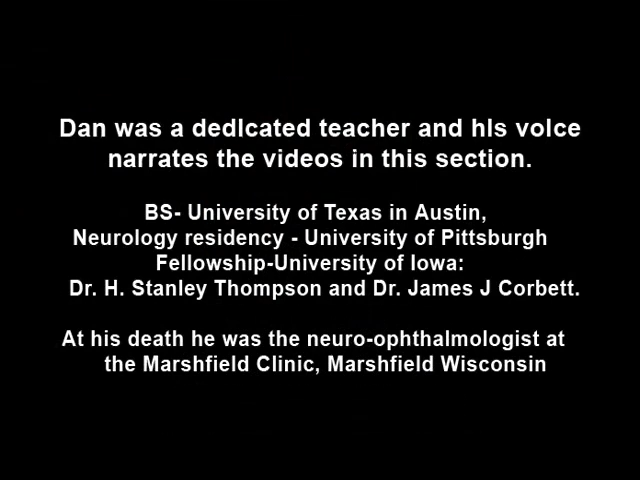 Dan was a dedicated teacher and his voice
narrates the videos in this section.
BS- University of Texas in Austin,
Neurology residency - University of Pittsburgh
Fellowship-University of Iowa:
Dr. H. Stanley Thompson and Dr. James J Corbett.
At his death he was the neuro-ophthalmologist at
the Marshfield Clinic, Marshfield Wisconsin